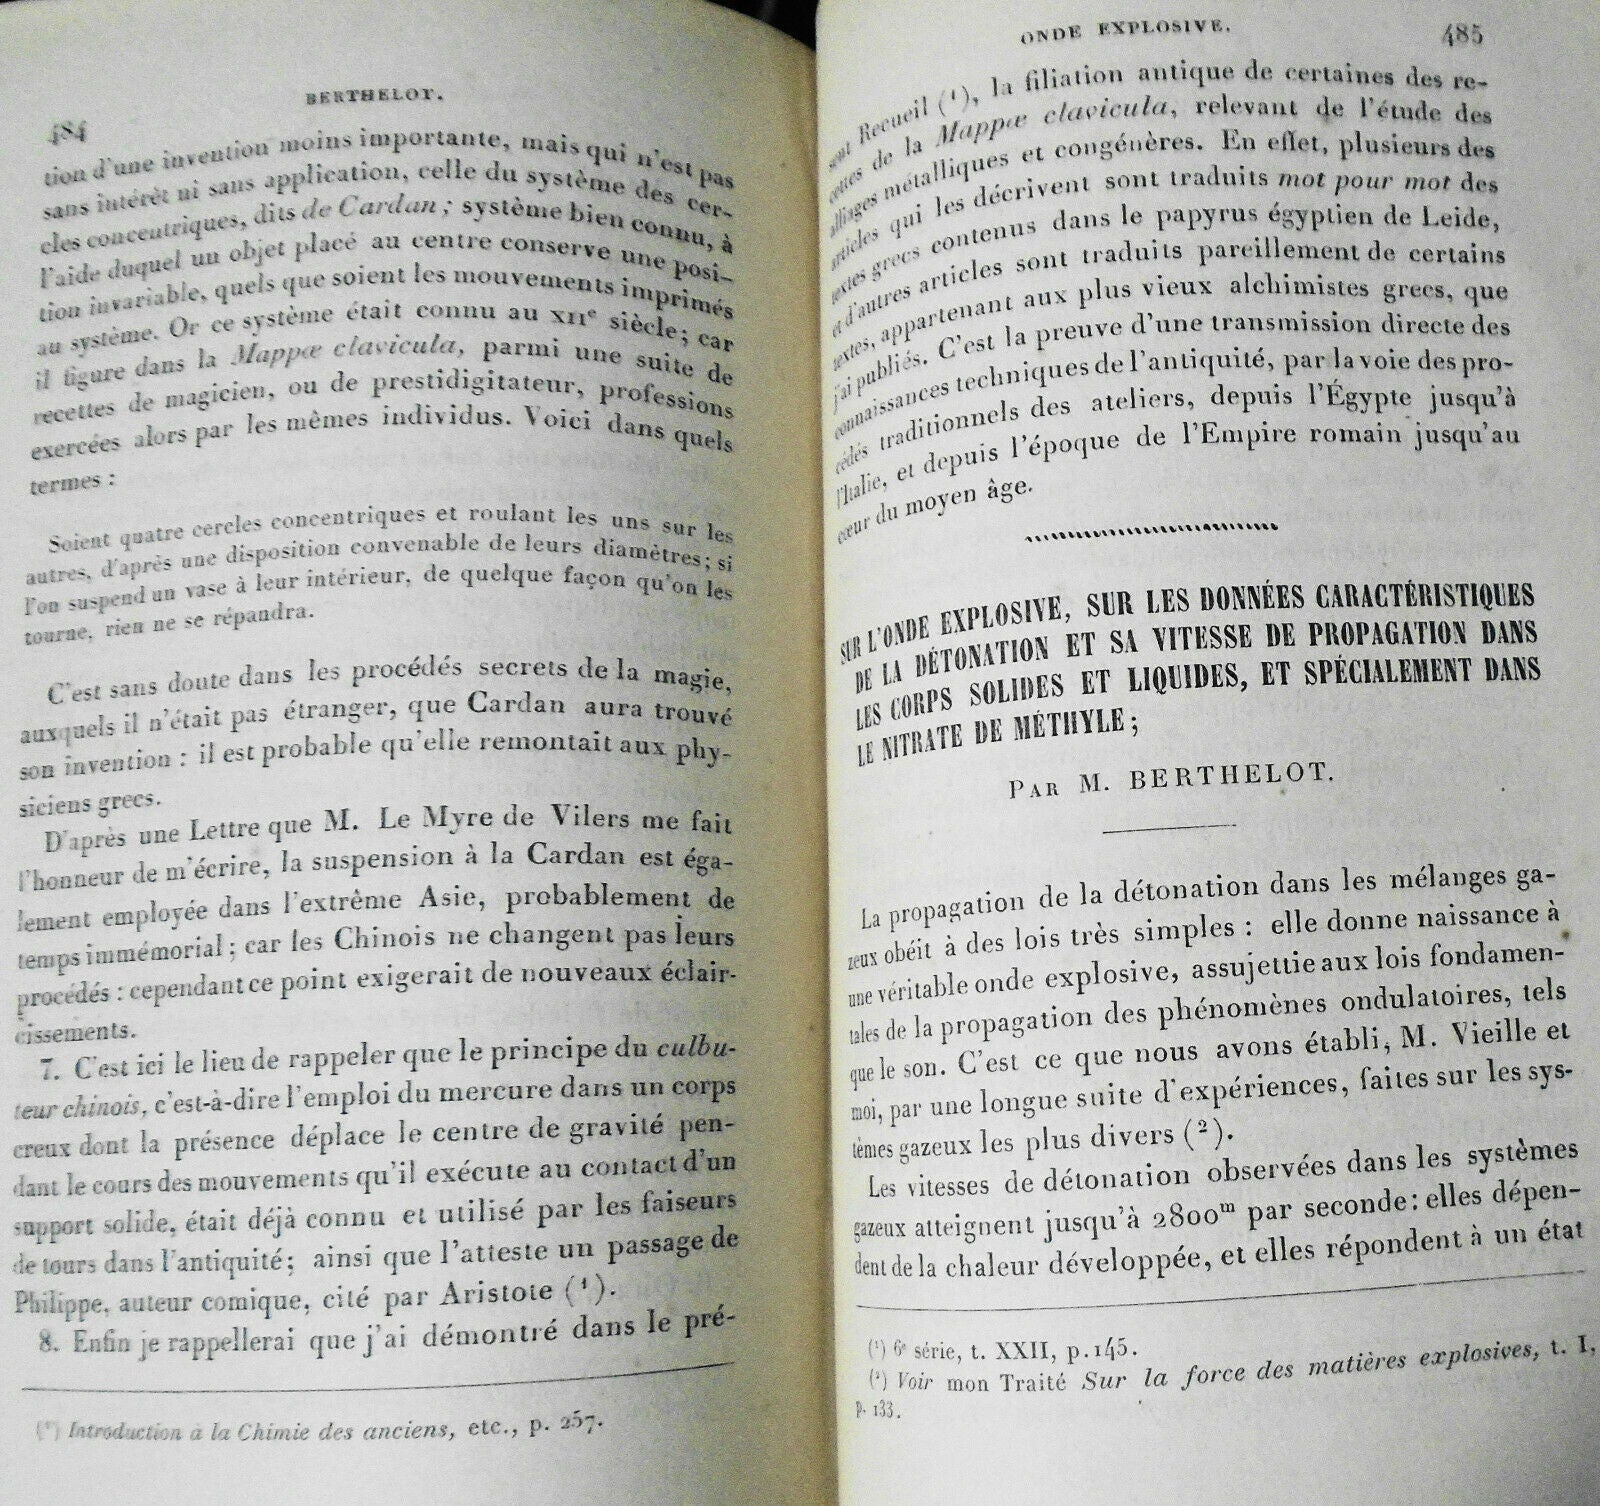 BERTHELOT.
484
tion d'une invention moins importante, mais qui n'est pas
sans intérêt ni sans application, celle du système des cer-
cles concentriques, dits de Cardan; système bien connu, à
l'aide duquel un objet placé au centre conserve une posi-
tion invariable, quels que soient les mouvements imprimés
au système. Or ce système était connu au XIIe siècle; car
il figure dans la Mappæ clavicula, parmi une suite de
recettes de magicien, ou de prestidigitateur, professions
exercées alors par les mêmes individus. Voici dans quels
termes :
Soient quatre cercles concentriques et roulant les uns sur les
autres, d'après une disposition convenable de leurs diamètres; si
l'on suspend un vase à leur intérieur, de quelque façon qu'on les
tourne, rien ne se répandra.
C'est sans doute dans les procédés secrets de la magie,
auxquels il n'était pas étranger, que Cardan aura trouvé
son invention : il est probable qu'elle remontait aux phy-
siciens grecs.
D'après une Lettre que M. Le Myre de Vilers me fait
l'honneur de m'écrire, la suspension à la Cardan est éga-
lement employée dans l'extrême Asie, probablement de
temps immémorial; car les Chinois ne changent pas leurs
procédés : cependant ce point exigerait de nouveaux éclair-
cissements.
7. C'est ici le lieu de rappeler que le principe du culbu-
teur chinois, c'est-à-dire l'emploi du mercure dans un corps
creux dont la présence déplace le centre de gravité pen-
dant le cours des mouvements qu'il exécute au contact d'un
support solide, était déjà connu et utilisé par les faiseurs
de tours dans l'antiquité; ainsi que l'atteste un passage de
Philippe, auteur comique, cité par Aristote (1).
8. Enfin je rappellerai que j'ai démontré dans le pré-
(1) Introduction à la Chimie des anciens, etc., p. 257.
ONDE EXPLOSIVE.
485
sent Recueil (1), la filiation antique de certaines des re-
cettes de la Mappæ clavicula, relevant de l'étude des
alliages métalliques et congénères. En effet, plusieurs des
articles qui les décrivent sont traduits mot pour mot des
textes grecs contenus dans le papyrus égyptien de Leide,
et d'autres articles sont traduits pareillement de certains
textes, appartenant aux plus vieux alchimistes grecs, que
j'ai publiés. C'est la preuve d'une transmission directe des
connaissances techniques de l'antiquité, par la voie des pro-
cédés traditionnels des ateliers, depuis l'Égypte jusqu'à
l'Italie, et depuis l'époque de l'Empire romain jusqu'au
cœur du moyen âge.
SUR L'ONDE EXPLOSIVE, SUR LES DONNÉES CARACTÉRISTIQUES
DE LA DÉTONATION ET SA VITESSE DE PROPAGATION DANS
LES CORPS SOLIDES ET LIQUIDES, ET SPÉCIALEMENT DANS
LE NITRATE DE MÉTHYLE;
PAR M. BERTHELOT.
La propagation de la détonation dans les mélanges ga-
zeux obéit à des lois très simples : elle donne naissance à
une véritable onde explosive, assujettie aux lois fondamen-
tales de la propagation des phénomènes ondulatoires, tels
que le son. C'est ce que nous avons établi, M. Vieille et
moi, par une longue suite d'expériences, faites sur les sys-
tèmes gazeux les plus divers (2).
Les vitesses de détonation observées dans les systèmes
gazeux atteignent jusqu'à 2800m par seconde : elles dépen-
dent de la chaleur développée, et elles répondent à un état
(1) 6e série, t. XXII, p. 145.
(2) Voir mon Traité Sur la force des matières explosives, t. I,
p. 133.